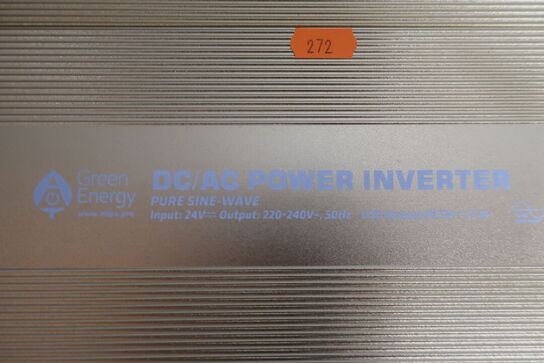 272
Green
Energy
DC/AC POWER INVERTER
PURE SINE-WAVE
Input: 24V⎓ Output: 220-240V~, 50Hz